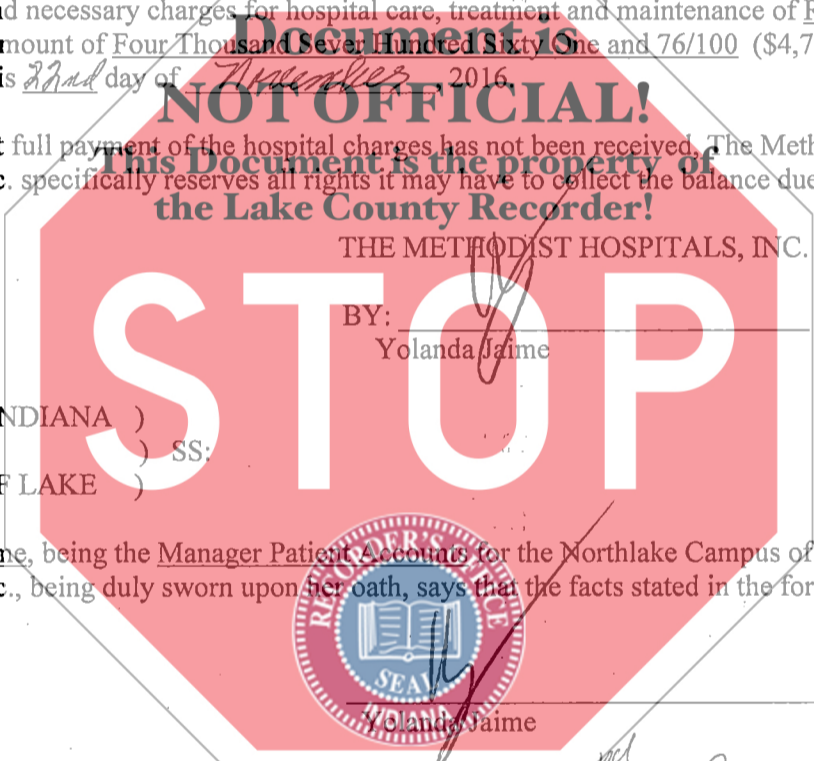 d necessary charges for hospital care, treatment and maintenance of
mount of Four Thousand Sever Hundred Sixty One and 76/100 ($4,7
Document is
is 22nd day of November, 2016.
NOT OFFICIAL!
t full payment of the hospital charges has not been received, The Meth
This Document is the property of
c. specifically reserves all rights it may have to collect the balance due
the Lake County Recorder!
THE METHODIST HOSPITALS, INC.
STOP
BY:
Yolanda Jaime
NDIANA )
) SS:
F LAKE )
ne, being the Manager Patient Accounts for the Northlake Campus of
c., being duly sworn upon her oath, says that the facts stated in the for
RECORDER'S OFFICE
SEAL
INDIANA
Yolanda Jaime